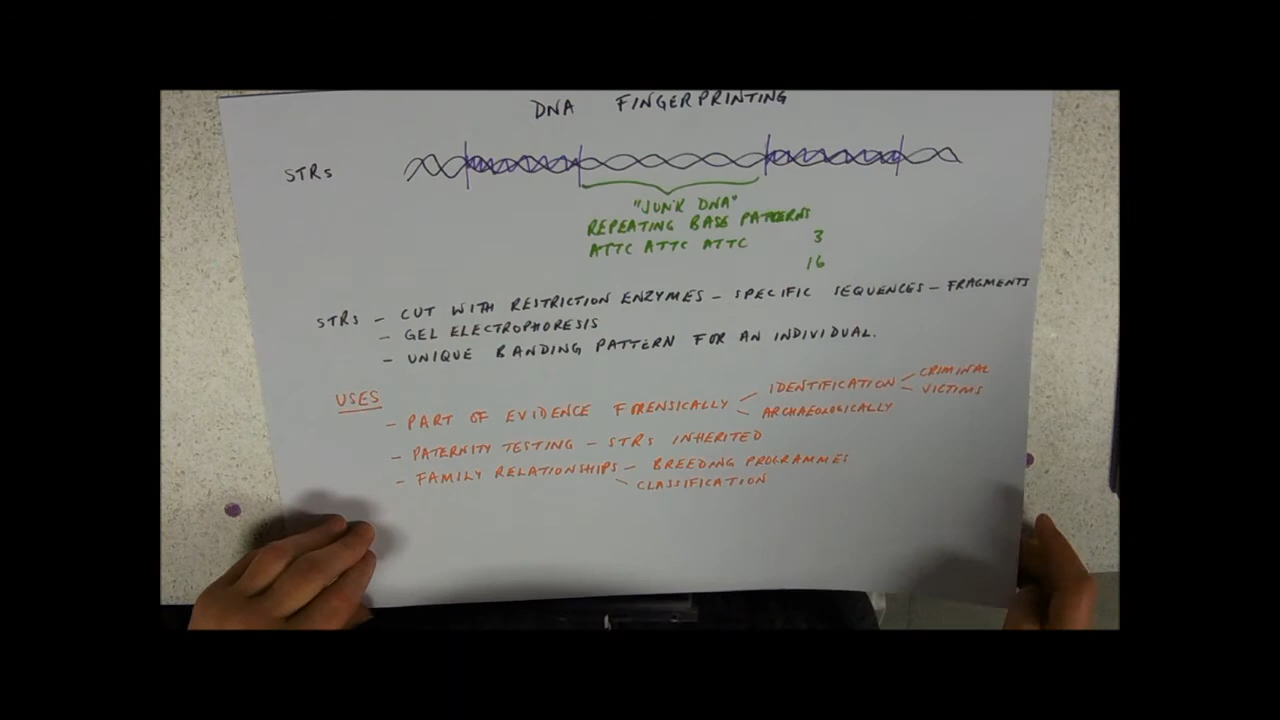 DNA FINGERPRINTING
STRs
"JUNK DNA"
REPEATING BASE PATTERNS
ATTC ATTC ATTC 3
16
STRs - CUT WITH RESTRICTION ENZYMES - SPECIFIC SEQUENCES - FRAGMENTS
- GEL ELECTROPHORESIS
- UNIQUE BANDING PATTERN FOR AN INDIVIDUAL.
USES
- PART OF EVIDENCE FORENSICALLY - IDENTIFICATION - CRIMINAL
- VICTIMS
- ARCHAEOLOGICALLY
- PATERNITY TESTING - STRs INHERITED
- FAMILY RELATIONSHIPS - BREEDING PROGRAMMES
- CLASSIFICATION